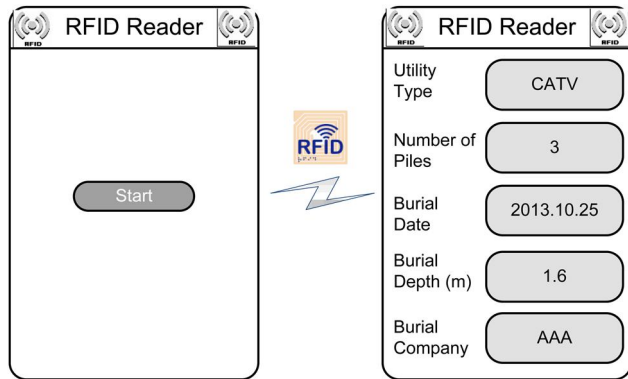 RFID
RFID Reader
RFID
Start
RFID
RFID
RFID Reader
RFID
Utility
Type
CATV
Number of
Piles
3
Burial
Date
2013.10.25
Burial
Depth (m)
1.6
Burial
Company
AAA